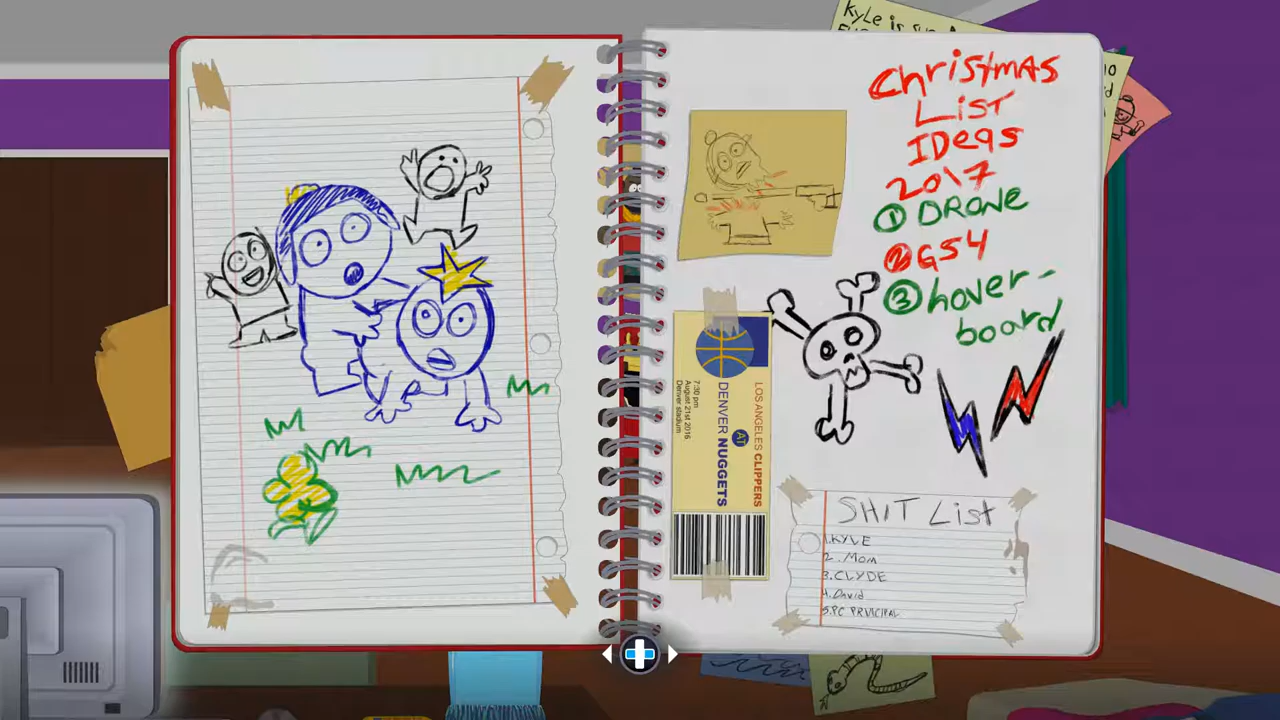 Kyle is
Christmas
List
IDeas
2017
① DRONE
② GS4
③ hover-
board
LOS ANGELES CLIPPERS
AT
DENVER NUGGETS
7:30 pm
August 21st 2016
Denver stadium
SHIT List
1.KYLE
2.Mom
3.CLYDE
4.David
5.PC PRVICIPAL